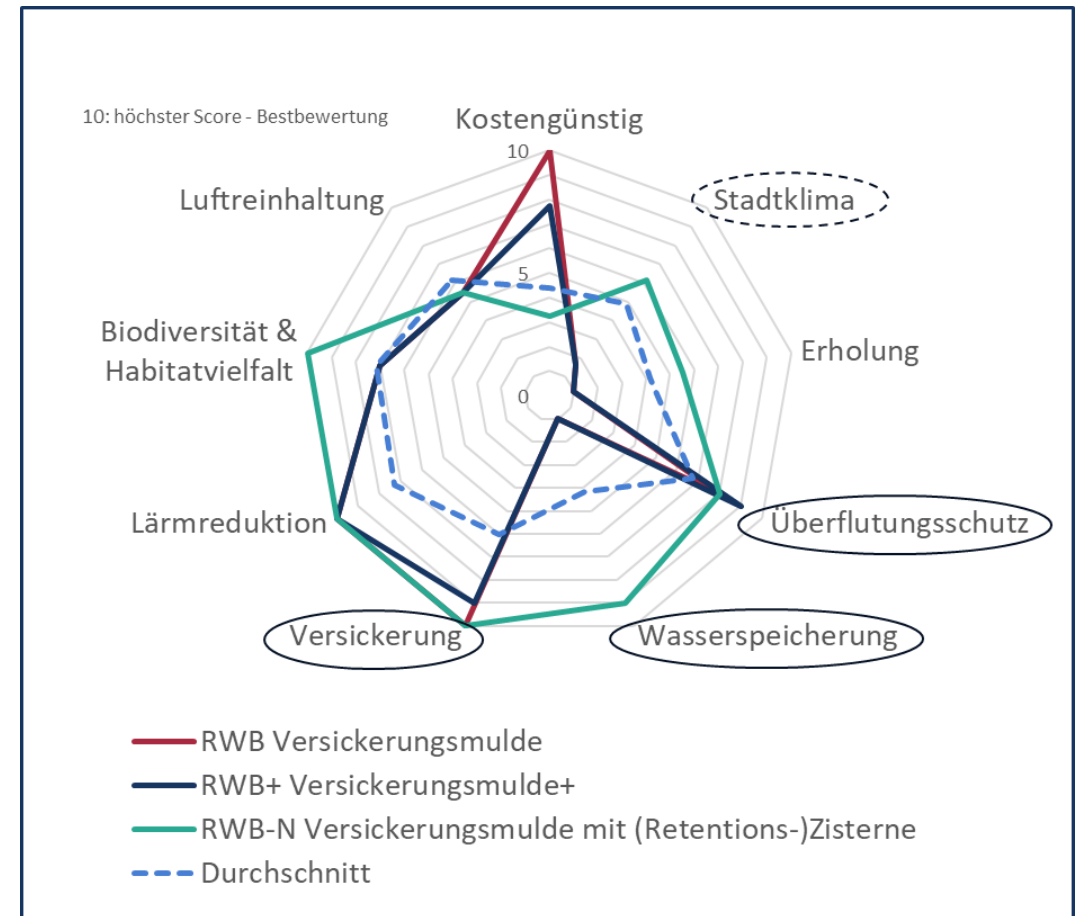 10: höchster Score - Bestbewertung
Kostengünstig
10
Luftreinhaltung
Stadtklima
5
Biodiversität &
Habitatvielfalt
Erholung
0
Lärmreduktion
Überflutungsschutz
Versickerung
Wasserspeicherung
RWB Versickerungsmulde
RWB+ Versickerungsmulde+
RWB-N Versickerungsmulde mit (Retentions-)Zisterne
Durchschnitt